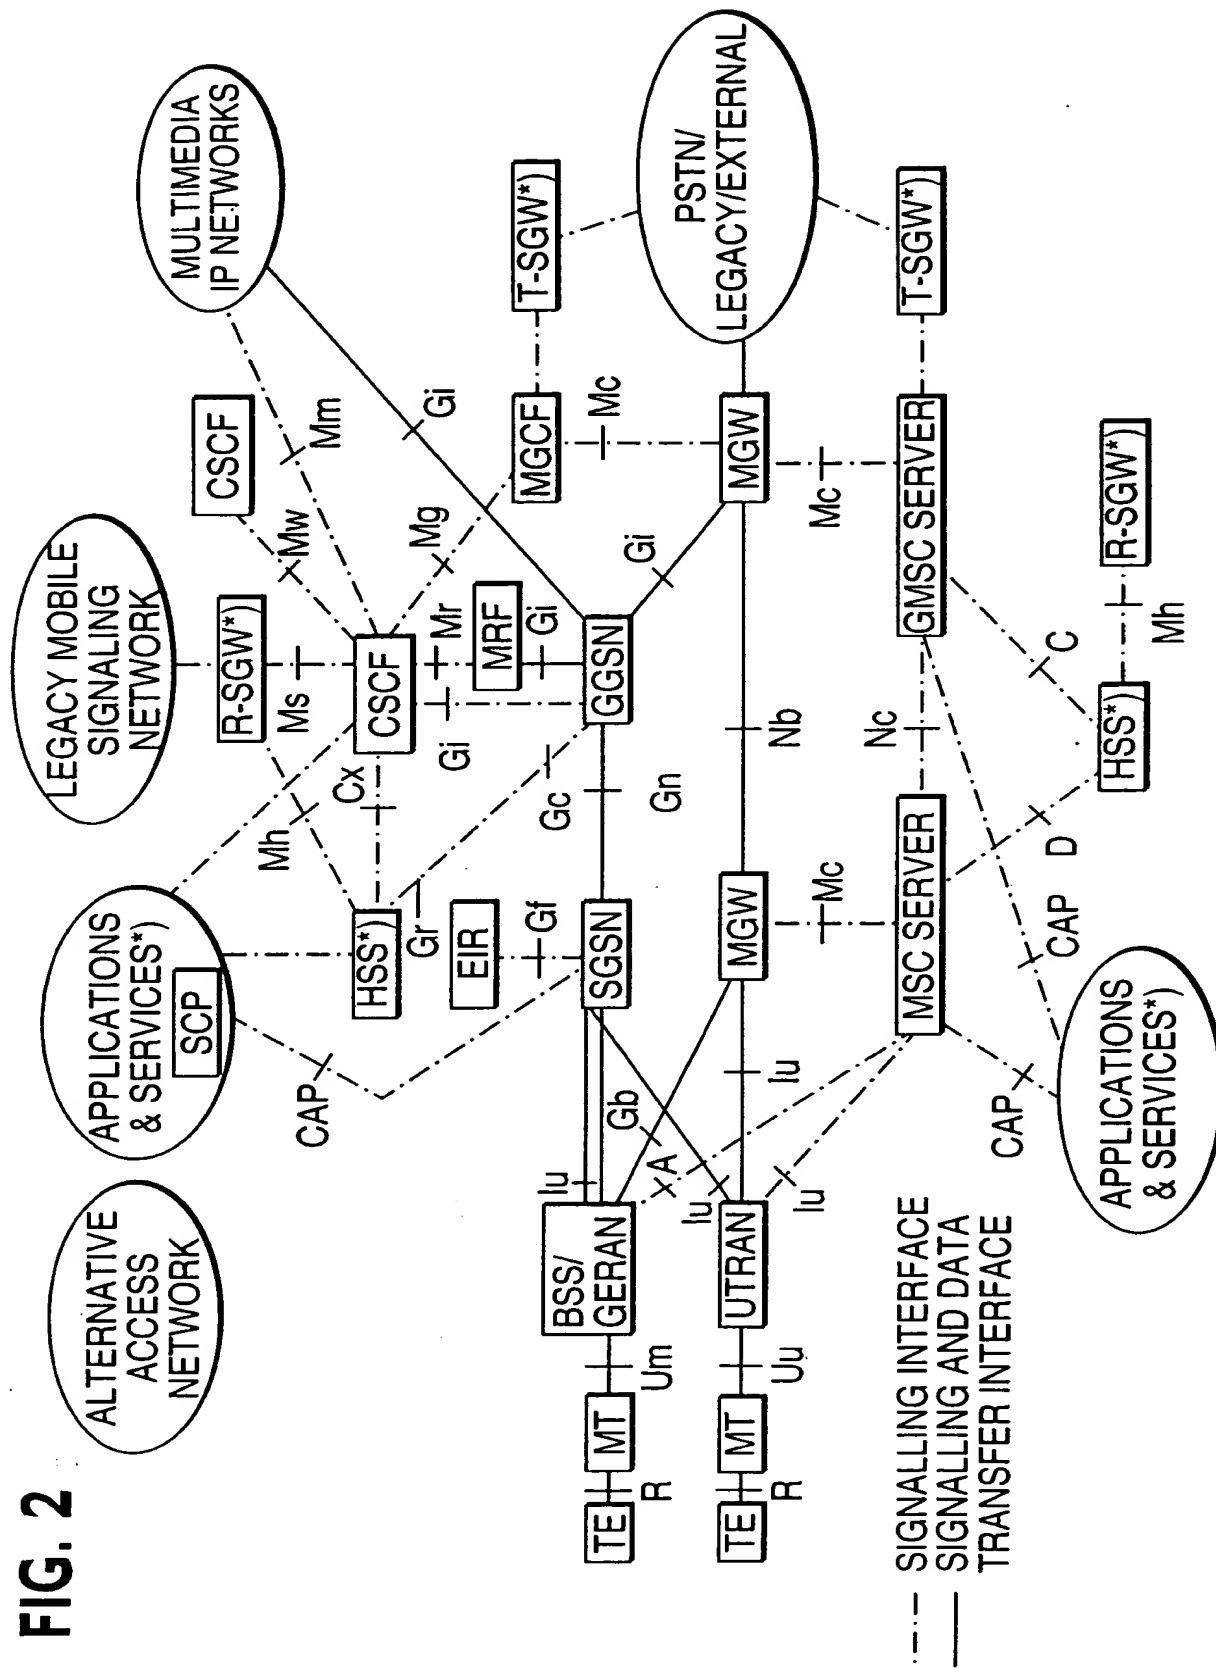 FIG. 2
ALTERNATIVE
ACCESS
NETWORK
APPLICATIONS
& SERVICES*)
SCP
LEGACY MOBILE
SIGNALING
NETWORK
MULTIMEDIA
IP NETWORKS
CAP
Mh
R-SGW*)
Ms
CSCF
Mw
Mm
HSS*)
Cx
CSCF
Gr
EIR
Gf
Gc
Gi
Mr
MRF
Gi
Mg
Gi
MGCF
T-SGW*)
TE
R
MT
Um
BSS/
GERAN
Iu
SGSN
Gn
GGSN
Gi
Mc
PSTN/
LEGACY/EXTERNAL
Gb
A
Iu
TE
R
MT
Uu
UTRAN
Iu
Iu
MGW
Nb
MGW
Mc
Mc
MSC SERVER
Nc
GMSC SERVER
T-SGW*)
CAP
CAP
D
C
HSS*)
Mh
R-SGW*)
APPLICATIONS
& SERVICES*)
SIGNALLING INTERFACE
SIGNALLING AND DATA
TRANSFER INTERFACE